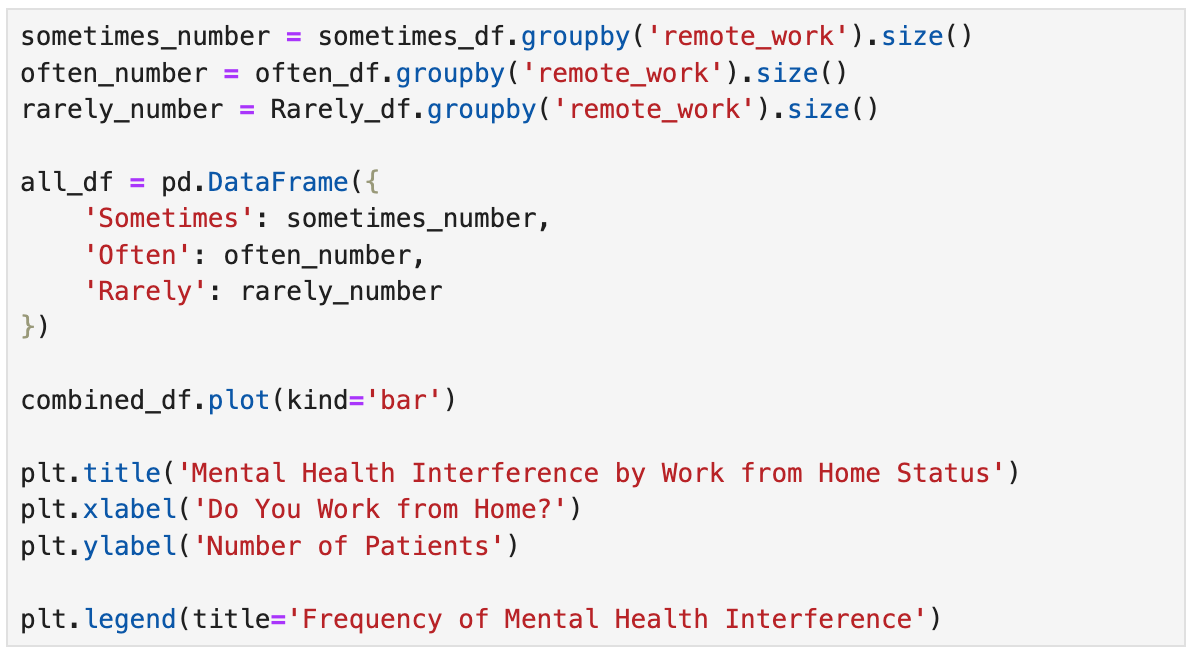 sometimes_number = sometimes_df.groupby('remote_work').size()
often_number = often_df.groupby('remote_work').size()
rarely_number = Rarely_df.groupby('remote_work').size()

all_df = pd.DataFrame({
    'Sometimes': sometimes_number,
    'Often': often_number,
    'Rarely': rarely_number
})

combined_df.plot(kind='bar')

plt.title('Mental Health Interference by Work from Home Status')
plt.xlabel('Do You Work from Home?')
plt.ylabel('Number of Patients')

plt.legend(title='Frequency of Mental Health Interference')